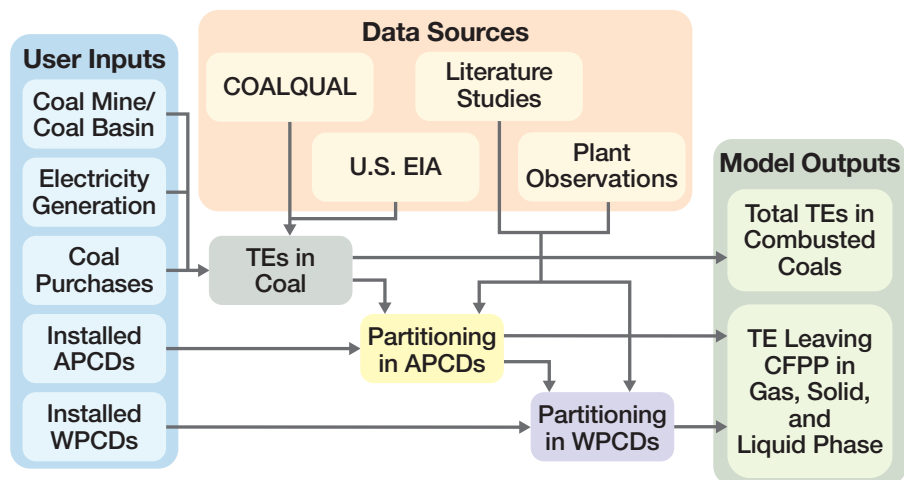 User Inputs
Coal Mine/
Coal Basin
Electricity
Generation
Coal
Purchases
Installed
APCDs
Installed
WPCDs
Data Sources
COALQUAL
Literature
Studies
U.S. EIA
Plant
Observations
TEs in
Coal
Partitioning
in APCDs
Partitioning
in WPCDs
Model Outputs
Total TEs in
Combusted
Coals
TE Leaving
CFPP in
Gas, Solid,
and
Liquid Phase